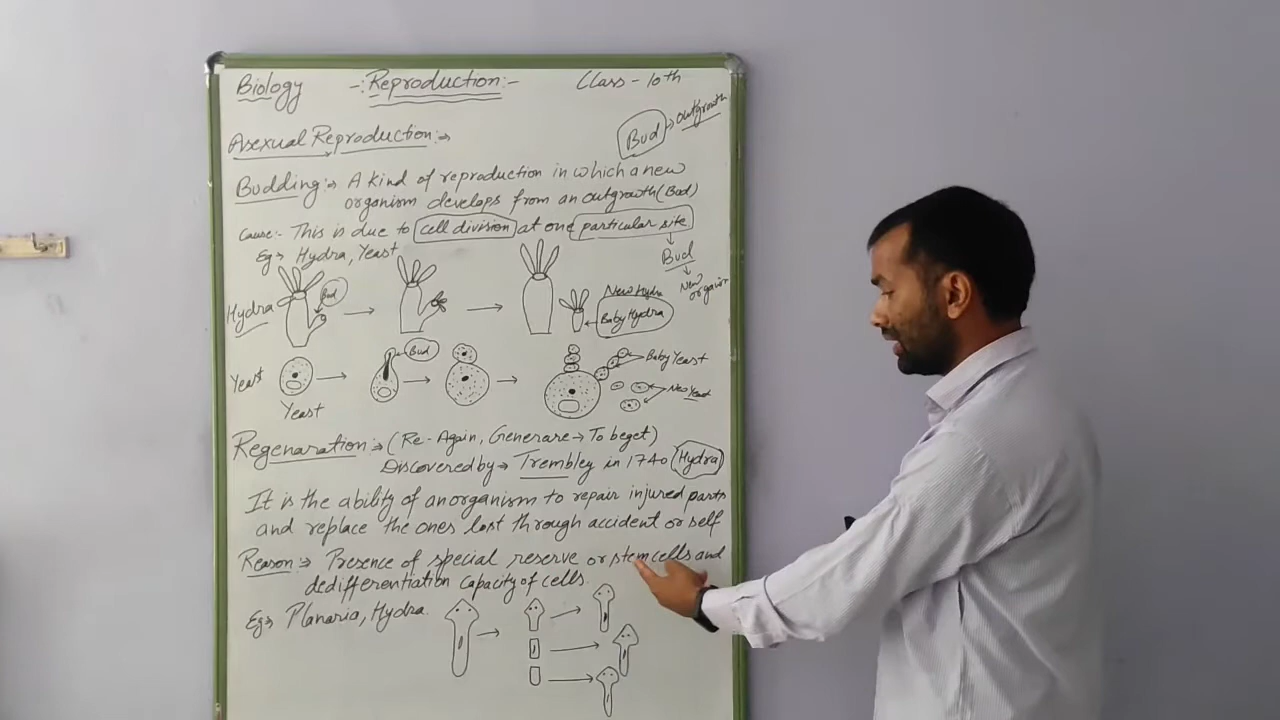 Biology -: Reproduction :- Class - 10th
Bud → outgrowth
Asexual Reproduction :→
Budding :→ A kind of reproduction in which a new
organism develops from an outgrowth (Bud)
Cause :- This is due to cell division at one particular site
Bud
New organism
Eg → Hydra, Yeast
Hydra
Bud
New Hydra
Baby Hydra
Yeast
Bud
Baby Yeast
New Yeast
Yeast
Regenaration :→ (Re - Again, Generare → To beget)
Discovered by → Trembley in 1740 (Hydra)
It is the ability of an organism to repair injured parts
and replace the ones lost through accident or self
Reason :→ Presence of special reserve or stem cells and
dedifferentiation capacity of cells.
Eg → Planaria, Hydra.